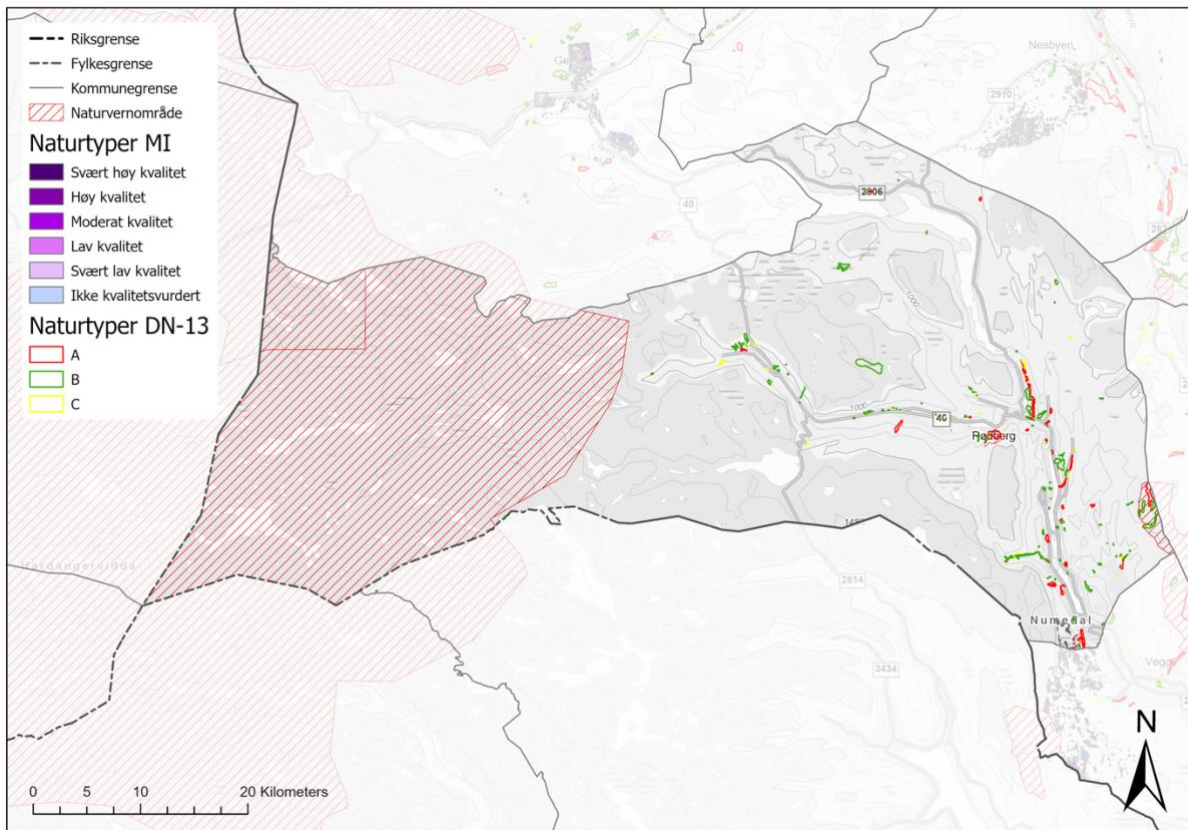 Riksgrense
Fylkesgrense
Kommunegrense
Naturvernområde
Naturtyper MI
Svært høy kvalitet
Høy kvalitet
Moderat kvalitet
Lav kvalitet
Svært lav kvalitet
Ikke kvalitetsvurdert
Naturtyper DN-13
A
B
C
Nesbyen
2910
40
2806
1000
1000
40
Rødberg
Hardangervidda
2814
Numedal
3434
N
0 5 10 20 Kilometers